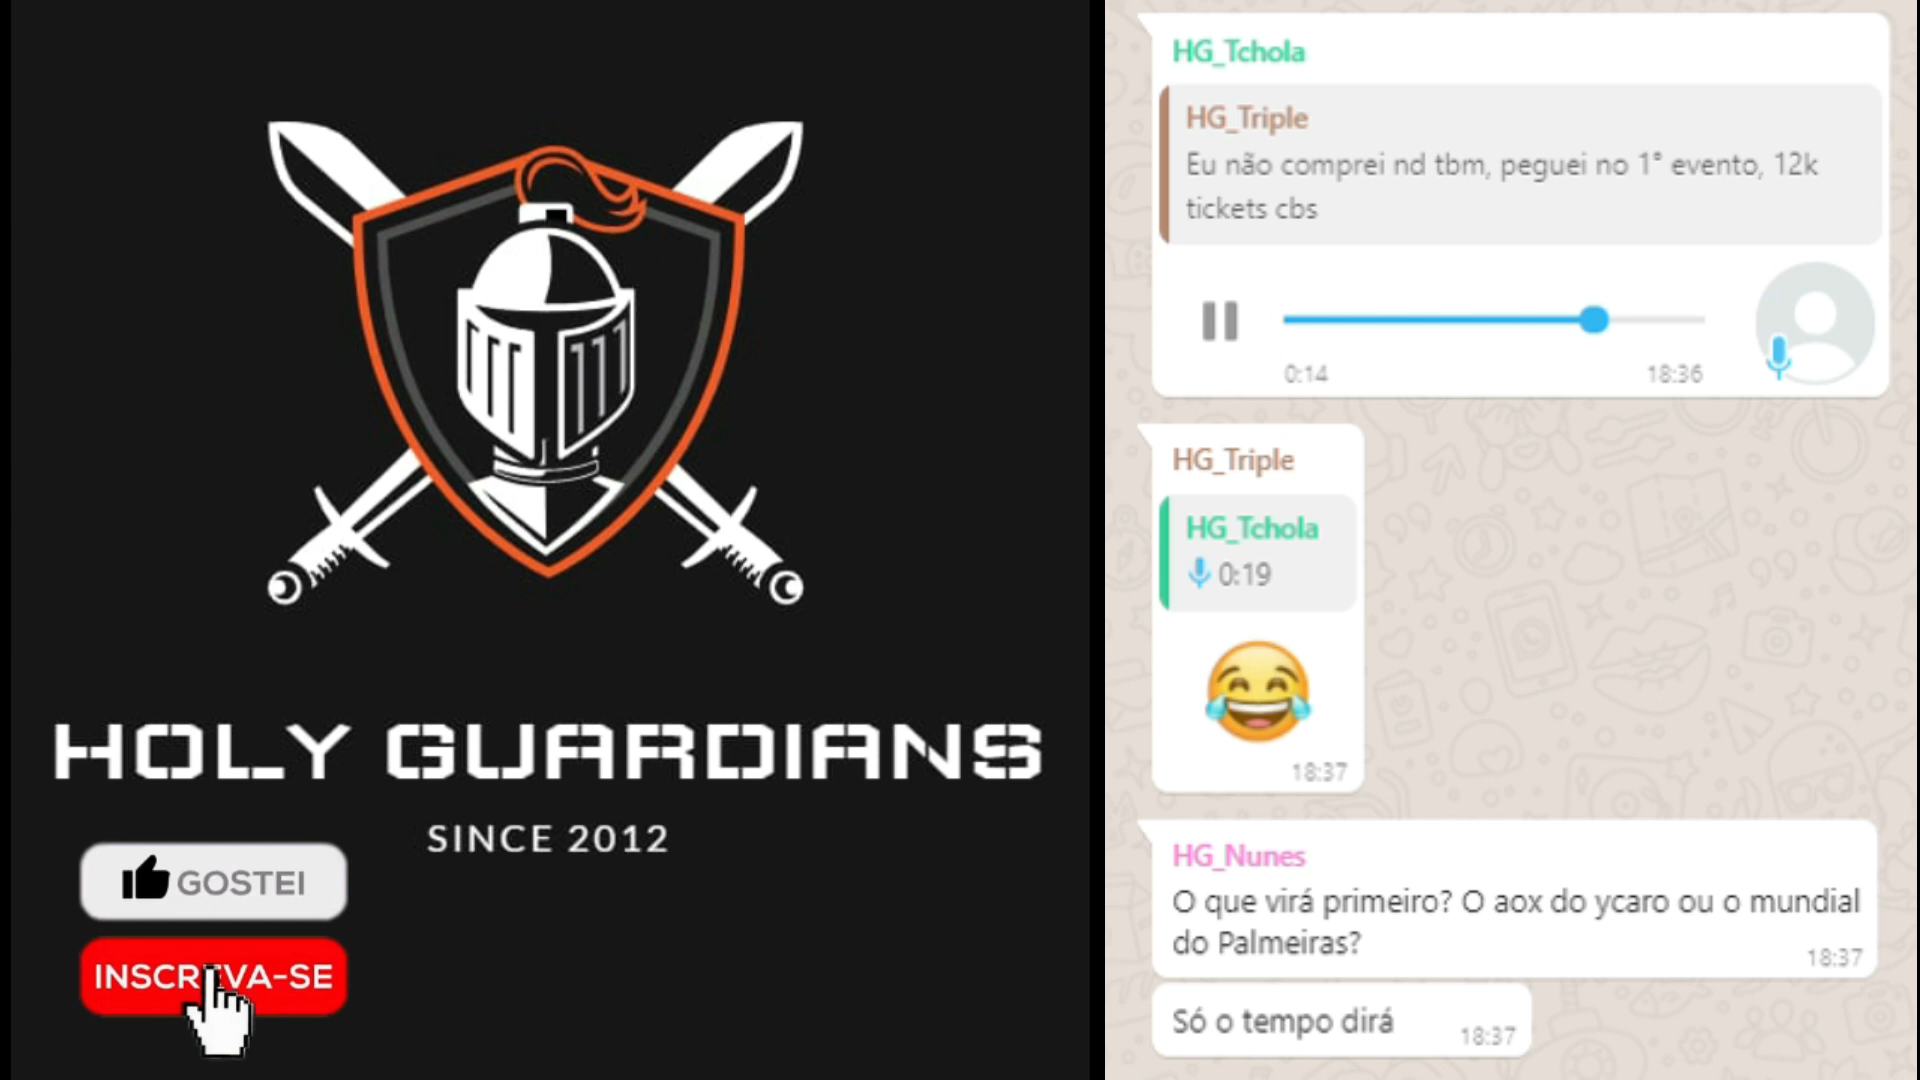 HOLY GUARDIANS
SINCE 2012
GOSTEI
INSCREVA-SE
HG_Tchola
HG_Triple
Eu não comprei nd tbm, peguei no 1° evento, 12k
tickets cbs
0:14
18:36
HG_Triple
HG_Tchola
0:19
18:37
HG_Nunes
O que virá primeiro? O aox do ycaro ou o mundial
do Palmeiras?
18:37
Só o tempo dirá
18:37